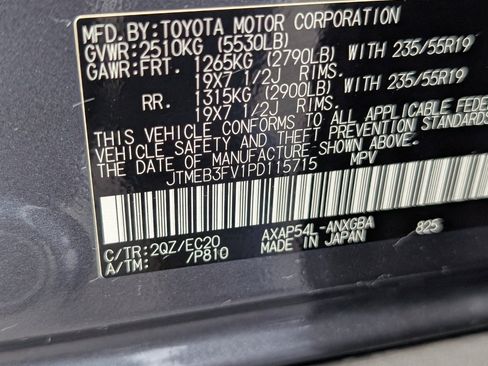 MFD.BY:TOYOTA MOTOR CORPORATION
GVWR:2510KG (5530LB)
GAWR:FRT. 1265KG (2790LB) WITH 235/55R19
19X7 1/2J RIMS.
RR. 1315KG (2900LB) WITH 235/55R19
19X7 1/2J RIMS.
THIS VEHICLE CONFORMS TO ALL APPLICABLE FEDE
VEHICLE SAFETY AND THEFT PREVENTION STANDARDS
THE DATE OF MANUFACTURE SHOWN ABOVE.
JTMEB3FV1PD115715 MPV
C/TR:2QZ/EC20 AXAP54L-ANXGBA 825
A/TM: /P810 MADE IN JAPAN